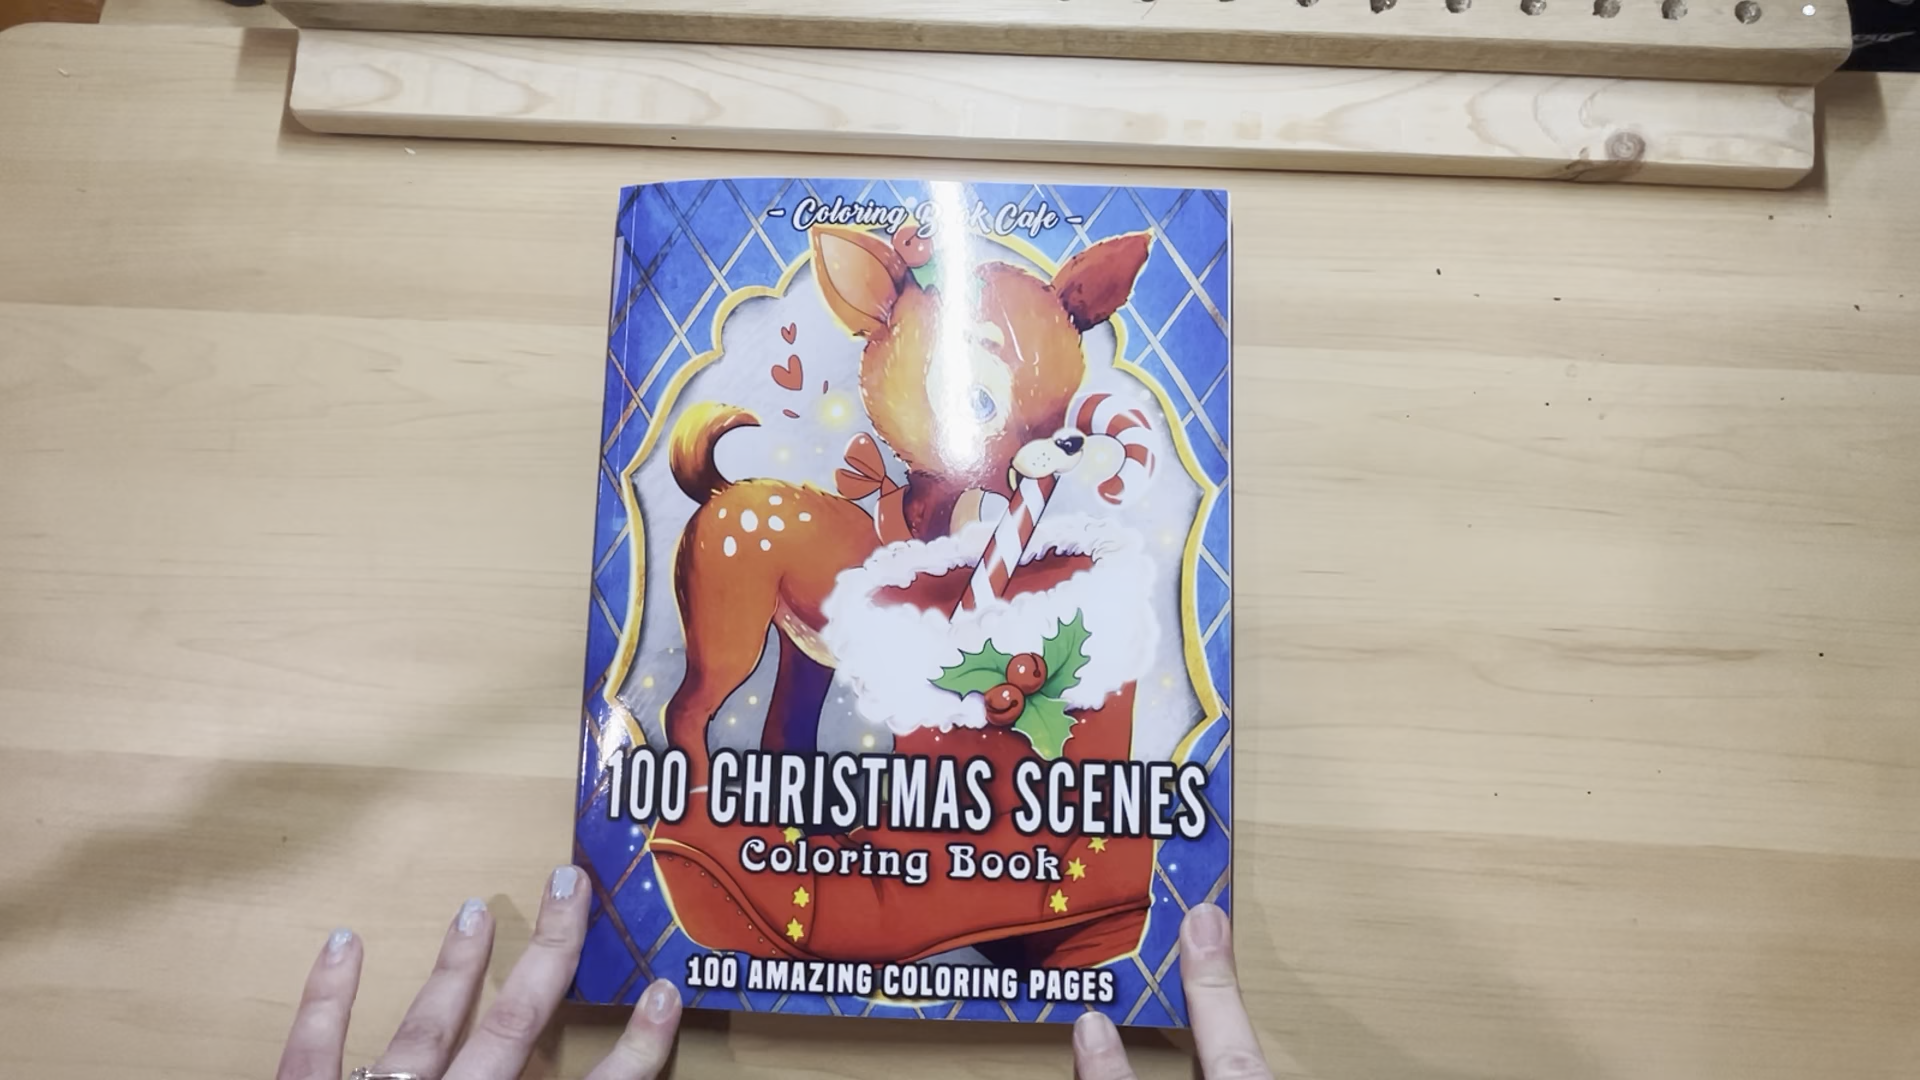 - Coloring Book Cafe -
100 CHRISTMAS SCENES
Coloring Book
100 AMAZING COLORING PAGES